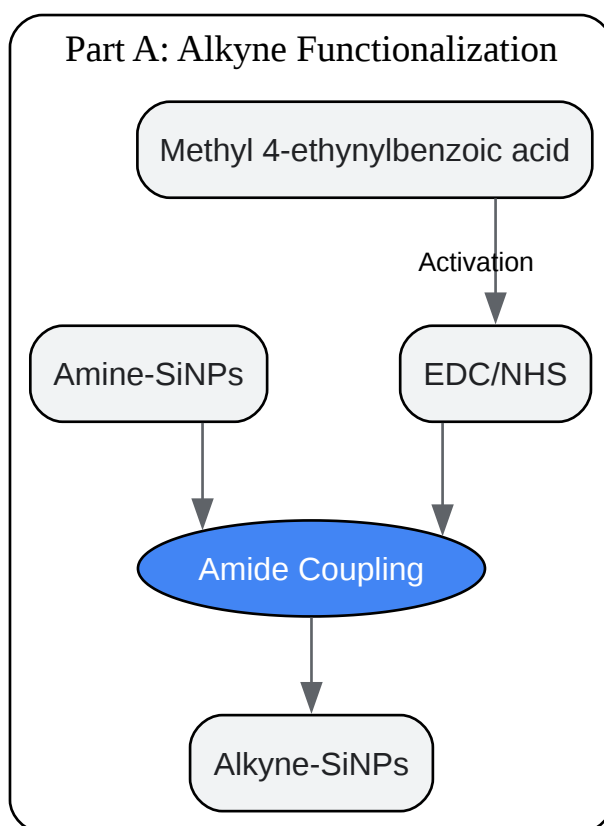 Part A: Alkyne Functionalization
Methyl 4-ethynylbenzoic acid
Activation
Amine-SiNPs
EDC/NHS
Amide Coupling
Alkyne-SiNPs